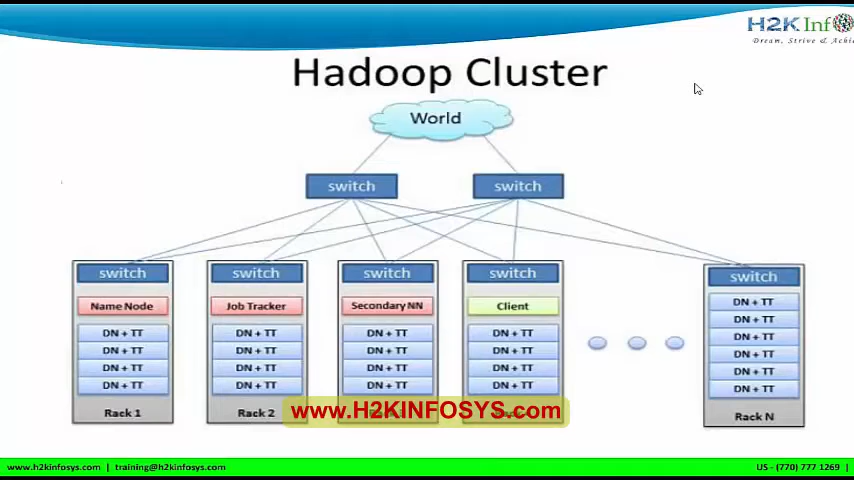 H2K Inf
Dream, Strive & Achi
Hadoop Cluster
World
switch switch
switch switch switch switch switch
Name Node Job Tracker Secondary NN Client DN + TT
DN + TT DN + TT DN + TT DN + TT DN + TT
DN + TT DN + TT DN + TT DN + TT DN + TT
DN + TT DN + TT DN + TT DN + TT DN + TT
DN + TT DN + TT DN + TT DN + TT DN + TT
DN + TT
Rack 1 Rack 2 Rack N
www.H2KINFOSYS.com
www.h2kinfosys.com | training@h2kinfosys.com US - (770) 777 1269 |